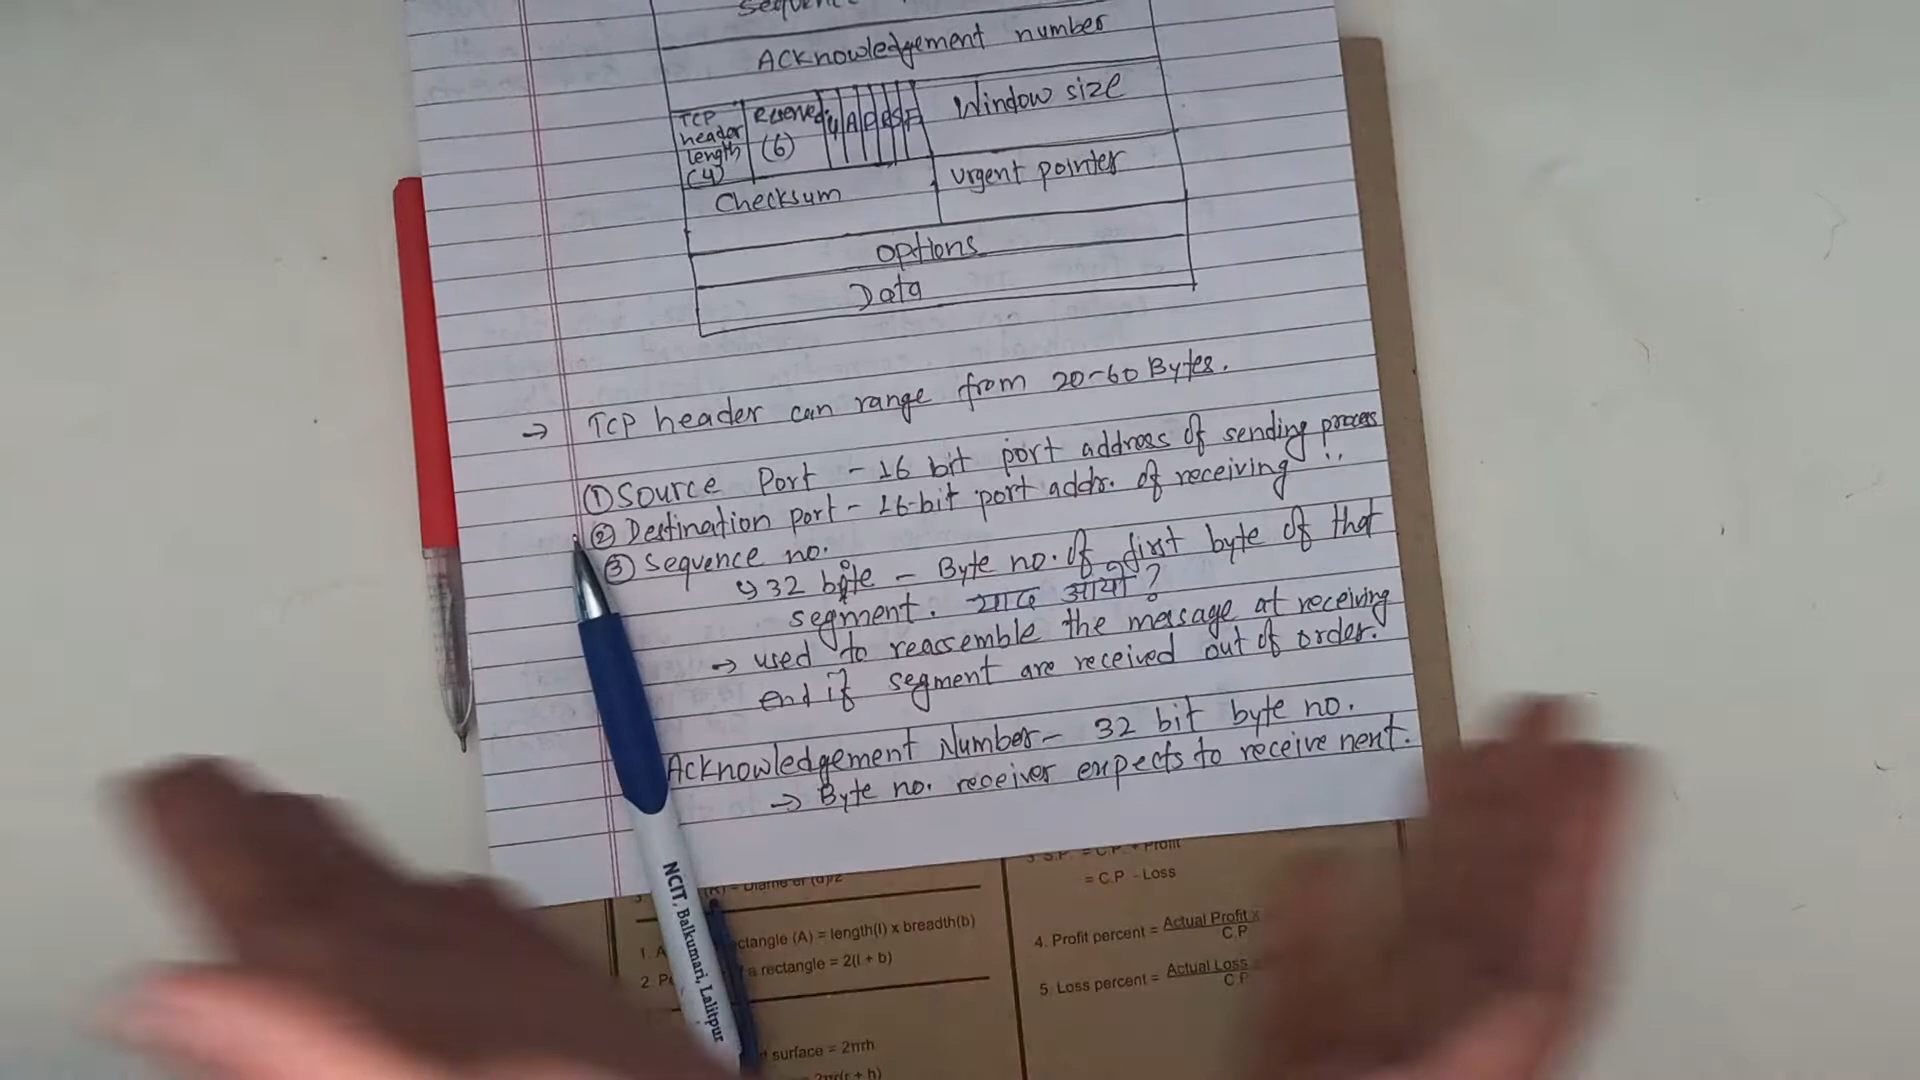 Acknowledgement number
TCP header length (4)
Reserved (6)
U A P R S F
Window size
Checksum
urgent pointer
options
Data
→ TCP header can range from 20-60 Bytes.
① Source Port - 16 bit port address of sending process
② Destination port - 16-bit port addr. of receiving "
③ Sequence no.
↳ 32 bite - Byte no. of first byte of that
segment. याद आयो ?
→ used to reassemble the message at receiving
end if segment are received out of order.
Acknowledgement Number - 32 bit byte no.
→ Byte no. receiver expects to receive next.
NCIT, Balkumari, Lalitpur
ctangle (A) = length(l) x breadth(b)
a rectangle = 2(l + b)
surface = 2πrh
= C.P - Loss
4. Profit percent = Actual Profit x
C.P
5. Loss percent = Actual Loss
C.P